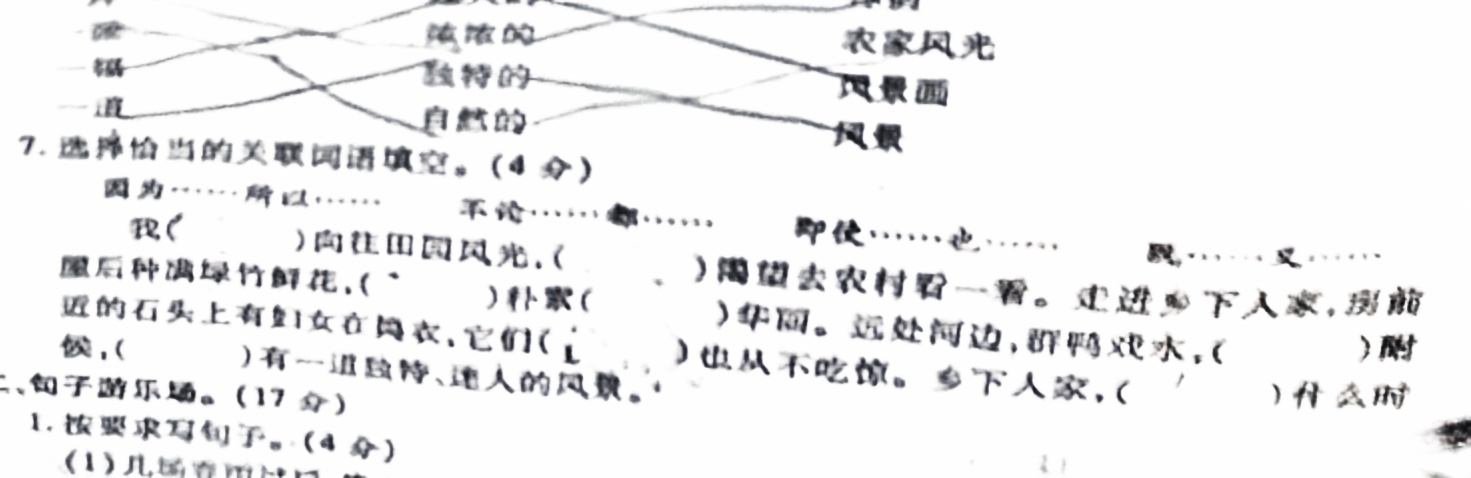 浓浓的
农家风光
一幅 独特的 风景画
一道 自然的 风景
7. 选择恰当的关联词语填空。(4 分)
因为……所以…… 不论……都…… 即使……也…… 既……又……
我( )向往田园风光,( )渴望去农村看一看。走进乡下人家,房前
屋后种满绿竹鲜花,( )朴素( )华丽。远处河边,群鸭戏水,( )附
近的石头上有妇女在捣衣,它们( )也从不吃惊。乡下人家,( )什么时
候,( )有一道独特、迷人的风景。
二、句子游乐场。(17 分)
1. 按要求写句子。(4 分)
(1)几场春雨过后,